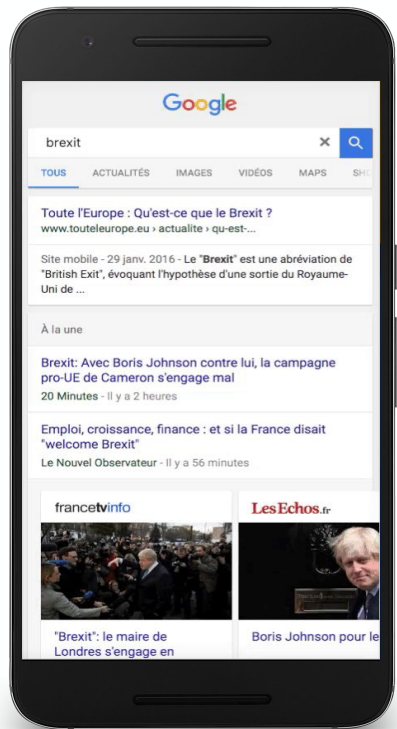 Google
brexit ×
TOUS ACTUALITÉS IMAGES VIDÉOS MAPS SH
Toute l'Europe : Qu'est-ce que le Brexit ?
www.touteleurope.eu › actualite › qu-est-...
Site mobile - 29 janv. 2016 - Le "Brexit" est une abréviation de
"British Exit", évoquant l'hypothèse d'une sortie du Royaume-
Uni de ...
À la une
Brexit: Avec Boris Johnson contre lui, la campagne
pro-UE de Cameron s'engage mal
20 Minutes - Il y a 2 heures
Emploi, croissance, finance : et si la France disait
"welcome Brexit"
Le Nouvel Observateur - Il y a 56 minutes
francetvinfo
"Brexit": le maire de
Londres s'engage en
LesEchos.fr
Boris Johnson pour le